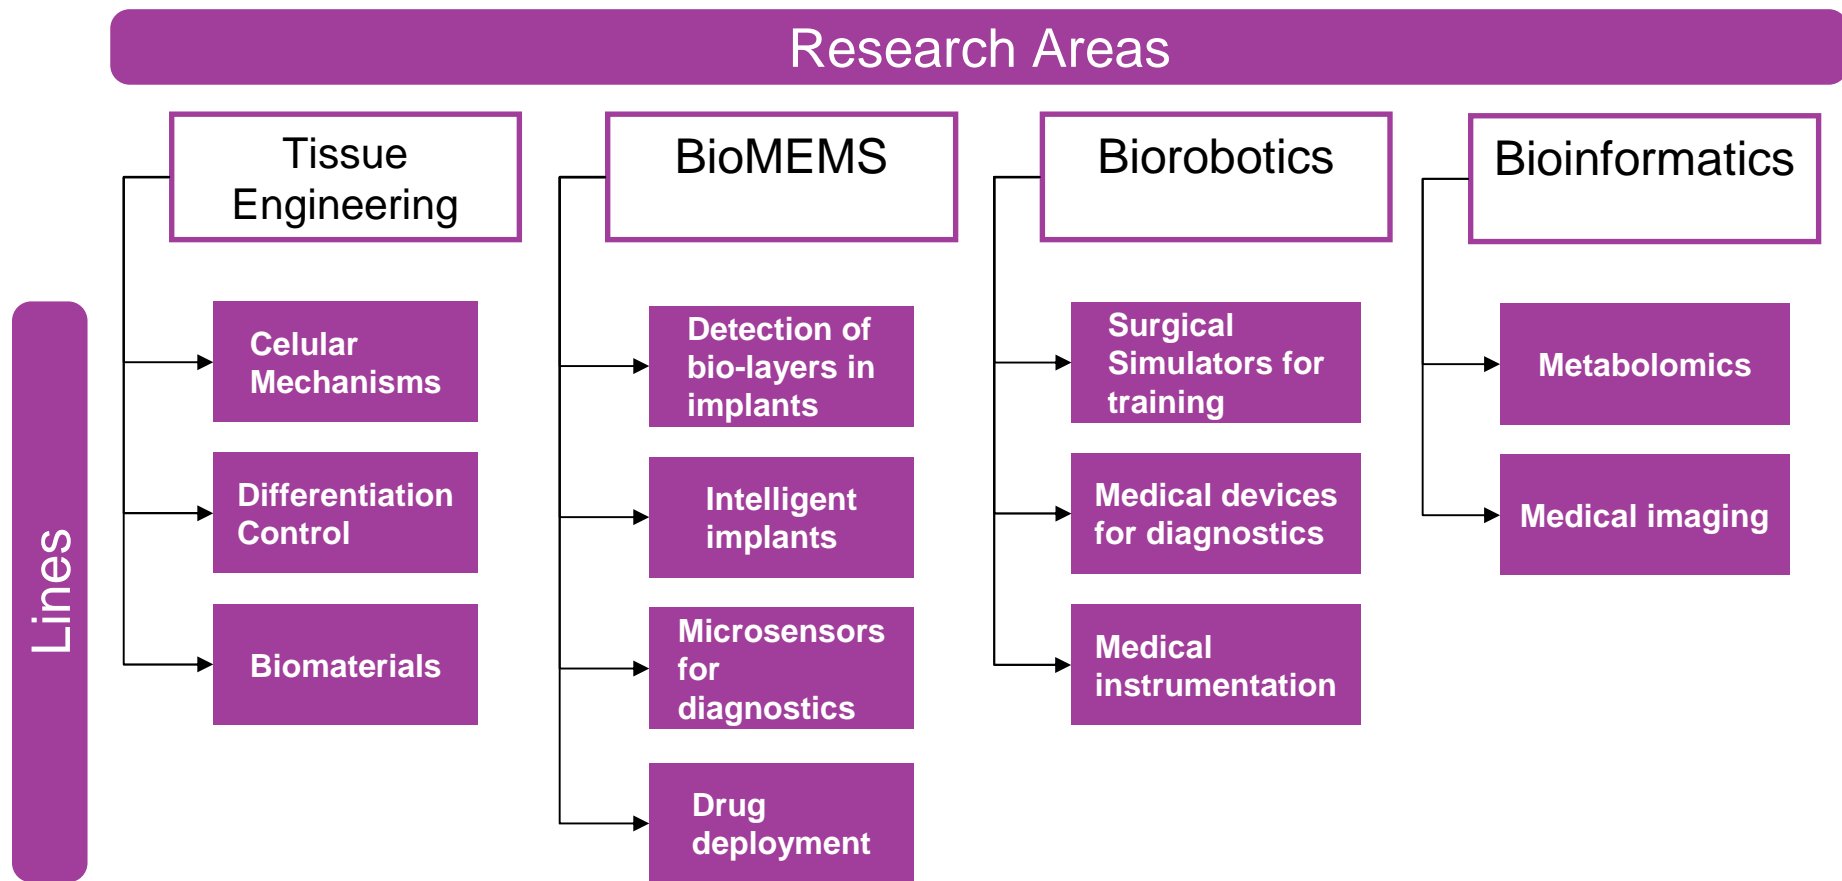 Research Areas
Tissue
Engineering
BioMEMS
Biorobotics
Bioinformatics
Lines
Celular
Mechanisms
Differentiation
Control
Biomaterials
Detection of
bio-layers in
implants
Intelligent
implants
Microsensors
for
diagnostics
Drug
deployment
Surgical
Simulators for
training
Medical devices
for diagnostics
Medical
instrumentation
Metabolomics
Medical imaging